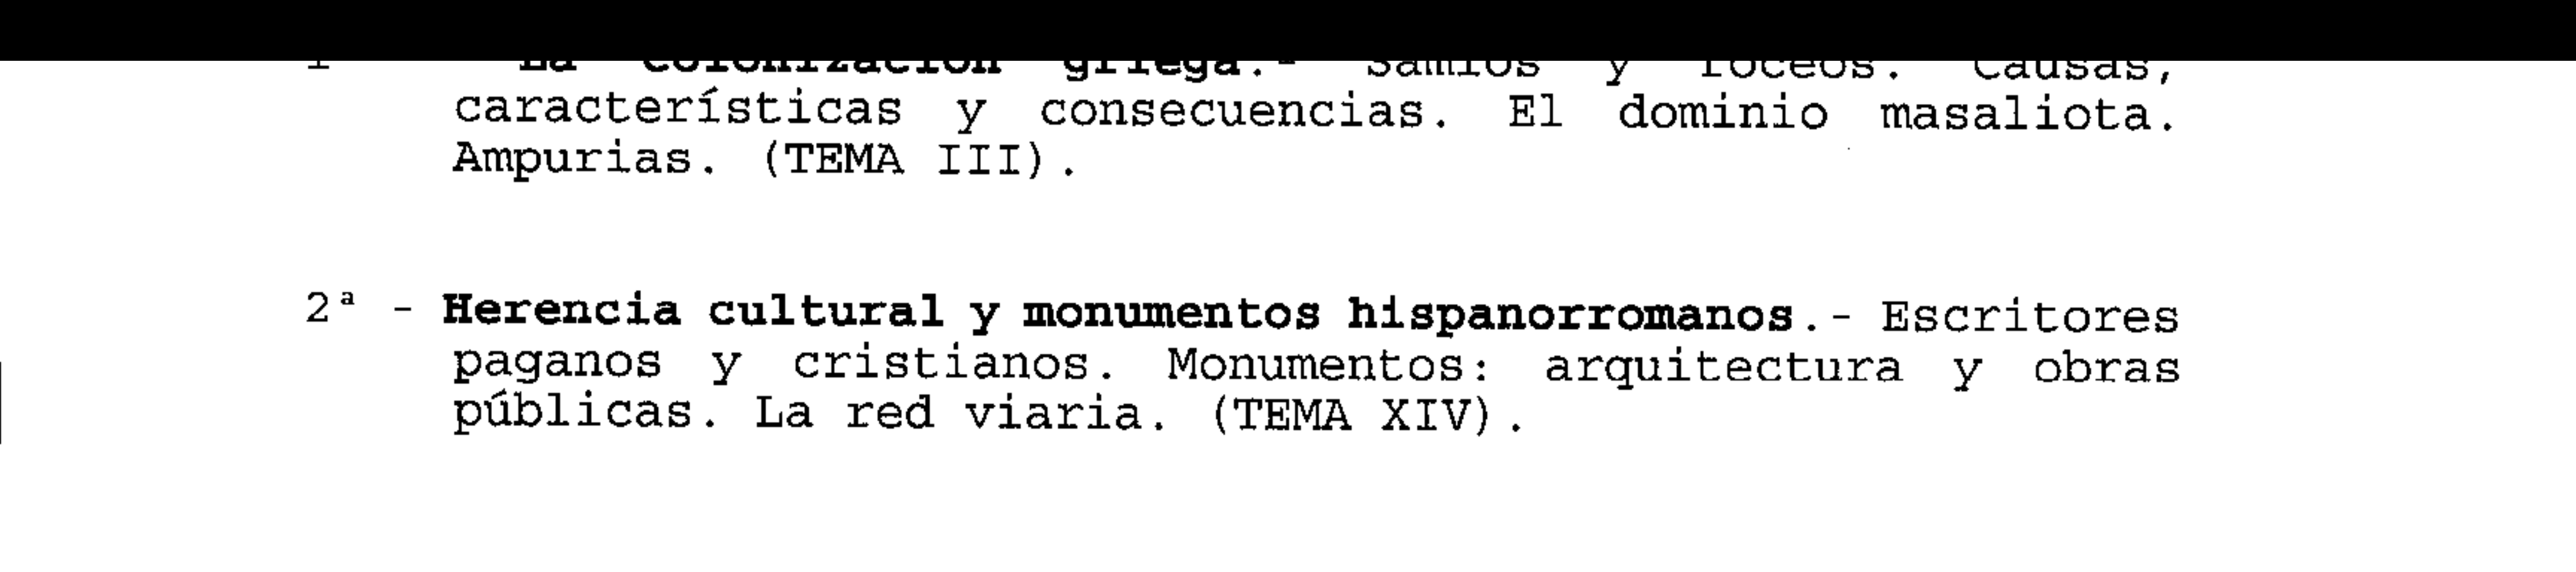 La colonización griega.- Samios y foceos. Causas,
características y consecuencias. El dominio masaliota.
Ampurias. (TEMA III).
2ª - Herencia cultural y monumentos hispanorromanos.- Escritores
paganos y cristianos. Monumentos: arquitectura y obras
públicas. La red viaria. (TEMA XIV).